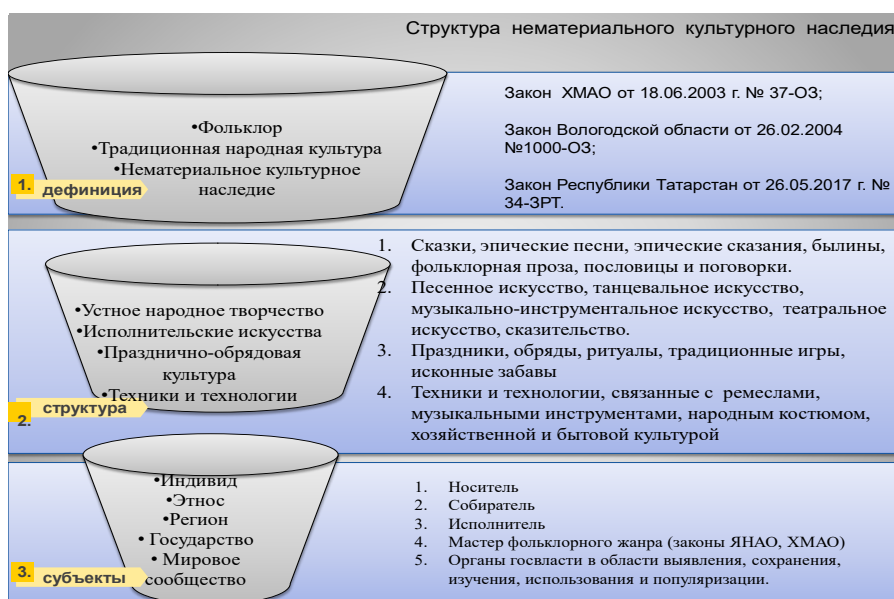 Структура нематериального культурного наследия
•Фольклор
•Традиционная народная культура
•Нематериальное культурное
наследие
1. дефиниция
Закон ХМАО от 18.06.2003 г. № 37-ОЗ;
Закон Вологодской области от 26.02.2004
№1000-ОЗ;
Закон Республики Татарстан от 26.05.2017 г. №
34-ЗРТ.
•Устное народное творчество
•Исполнительские искусства
•Празднично-обрядовая
культура
•Техники и технологии
2. структура
1. Сказки, эпические песни, эпические сказания, былины,
фольклорная проза, пословицы и поговорки.
2. Песенное искусство, танцевальное искусство,
музыкально-инструментальное искусство, театральное
искусство, сказительство.
3. Праздники, обряды, ритуалы, традиционные игры,
исконные забавы
4. Техники и технологии, связанные с ремеслами,
музыкальными инструментами, народным костюмом,
хозяйственной и бытовой культурой
•Индивид
•Этнос
•Регион
• Государство
• Мировое
сообщество
3. субъекты
1. Носитель
2. Собиратель
3. Исполнитель
4. Мастер фольклорного жанра (законы ЯНАО, ХМАО)
5. Органы госвласти в области выявления, сохранения,
изучения, использования и популяризации.